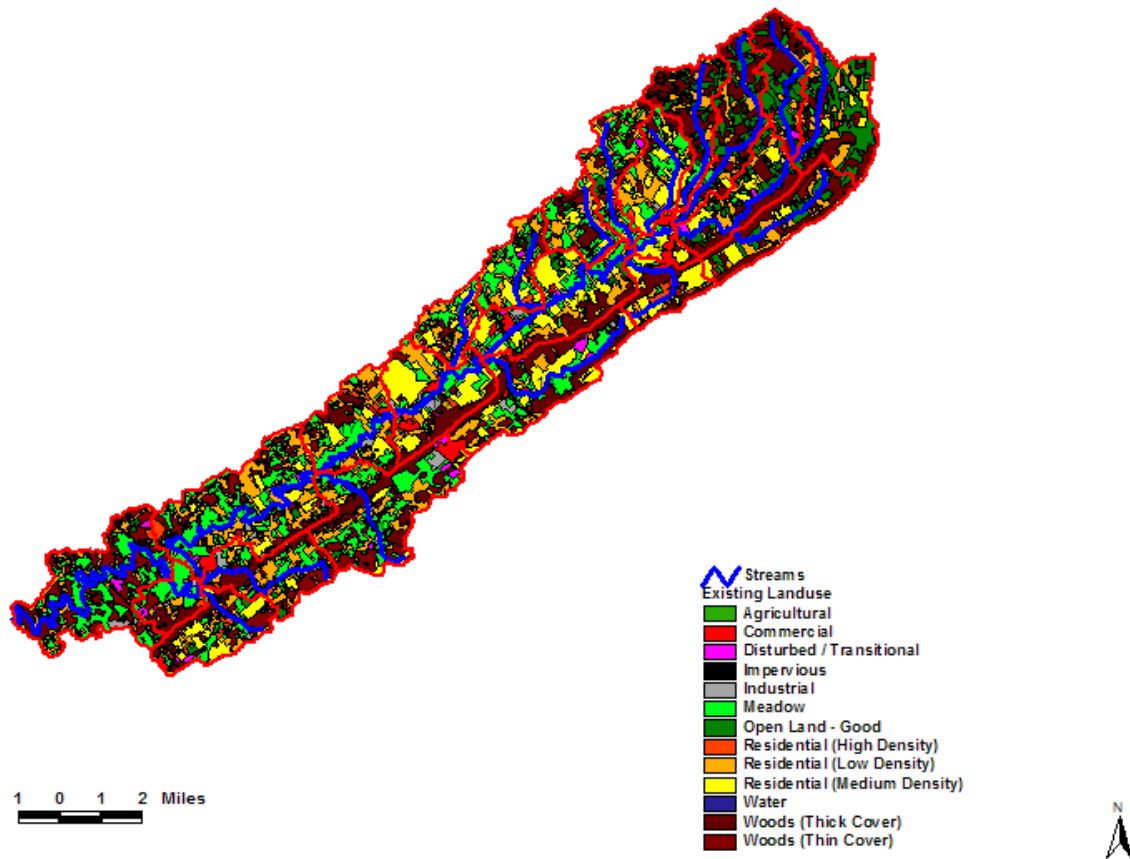 Streams
Existing Landuse
Agricultural
Commercial
Disturbed / Transitional
Impervious
Industrial
Meadow
Open Land - Good
Residential (High Density)
Residential (Low Density)
Residential (Medium Density)
Water
Woods (Thick Cover)
Woods (Thin Cover)
1 0 1 2 Miles
N